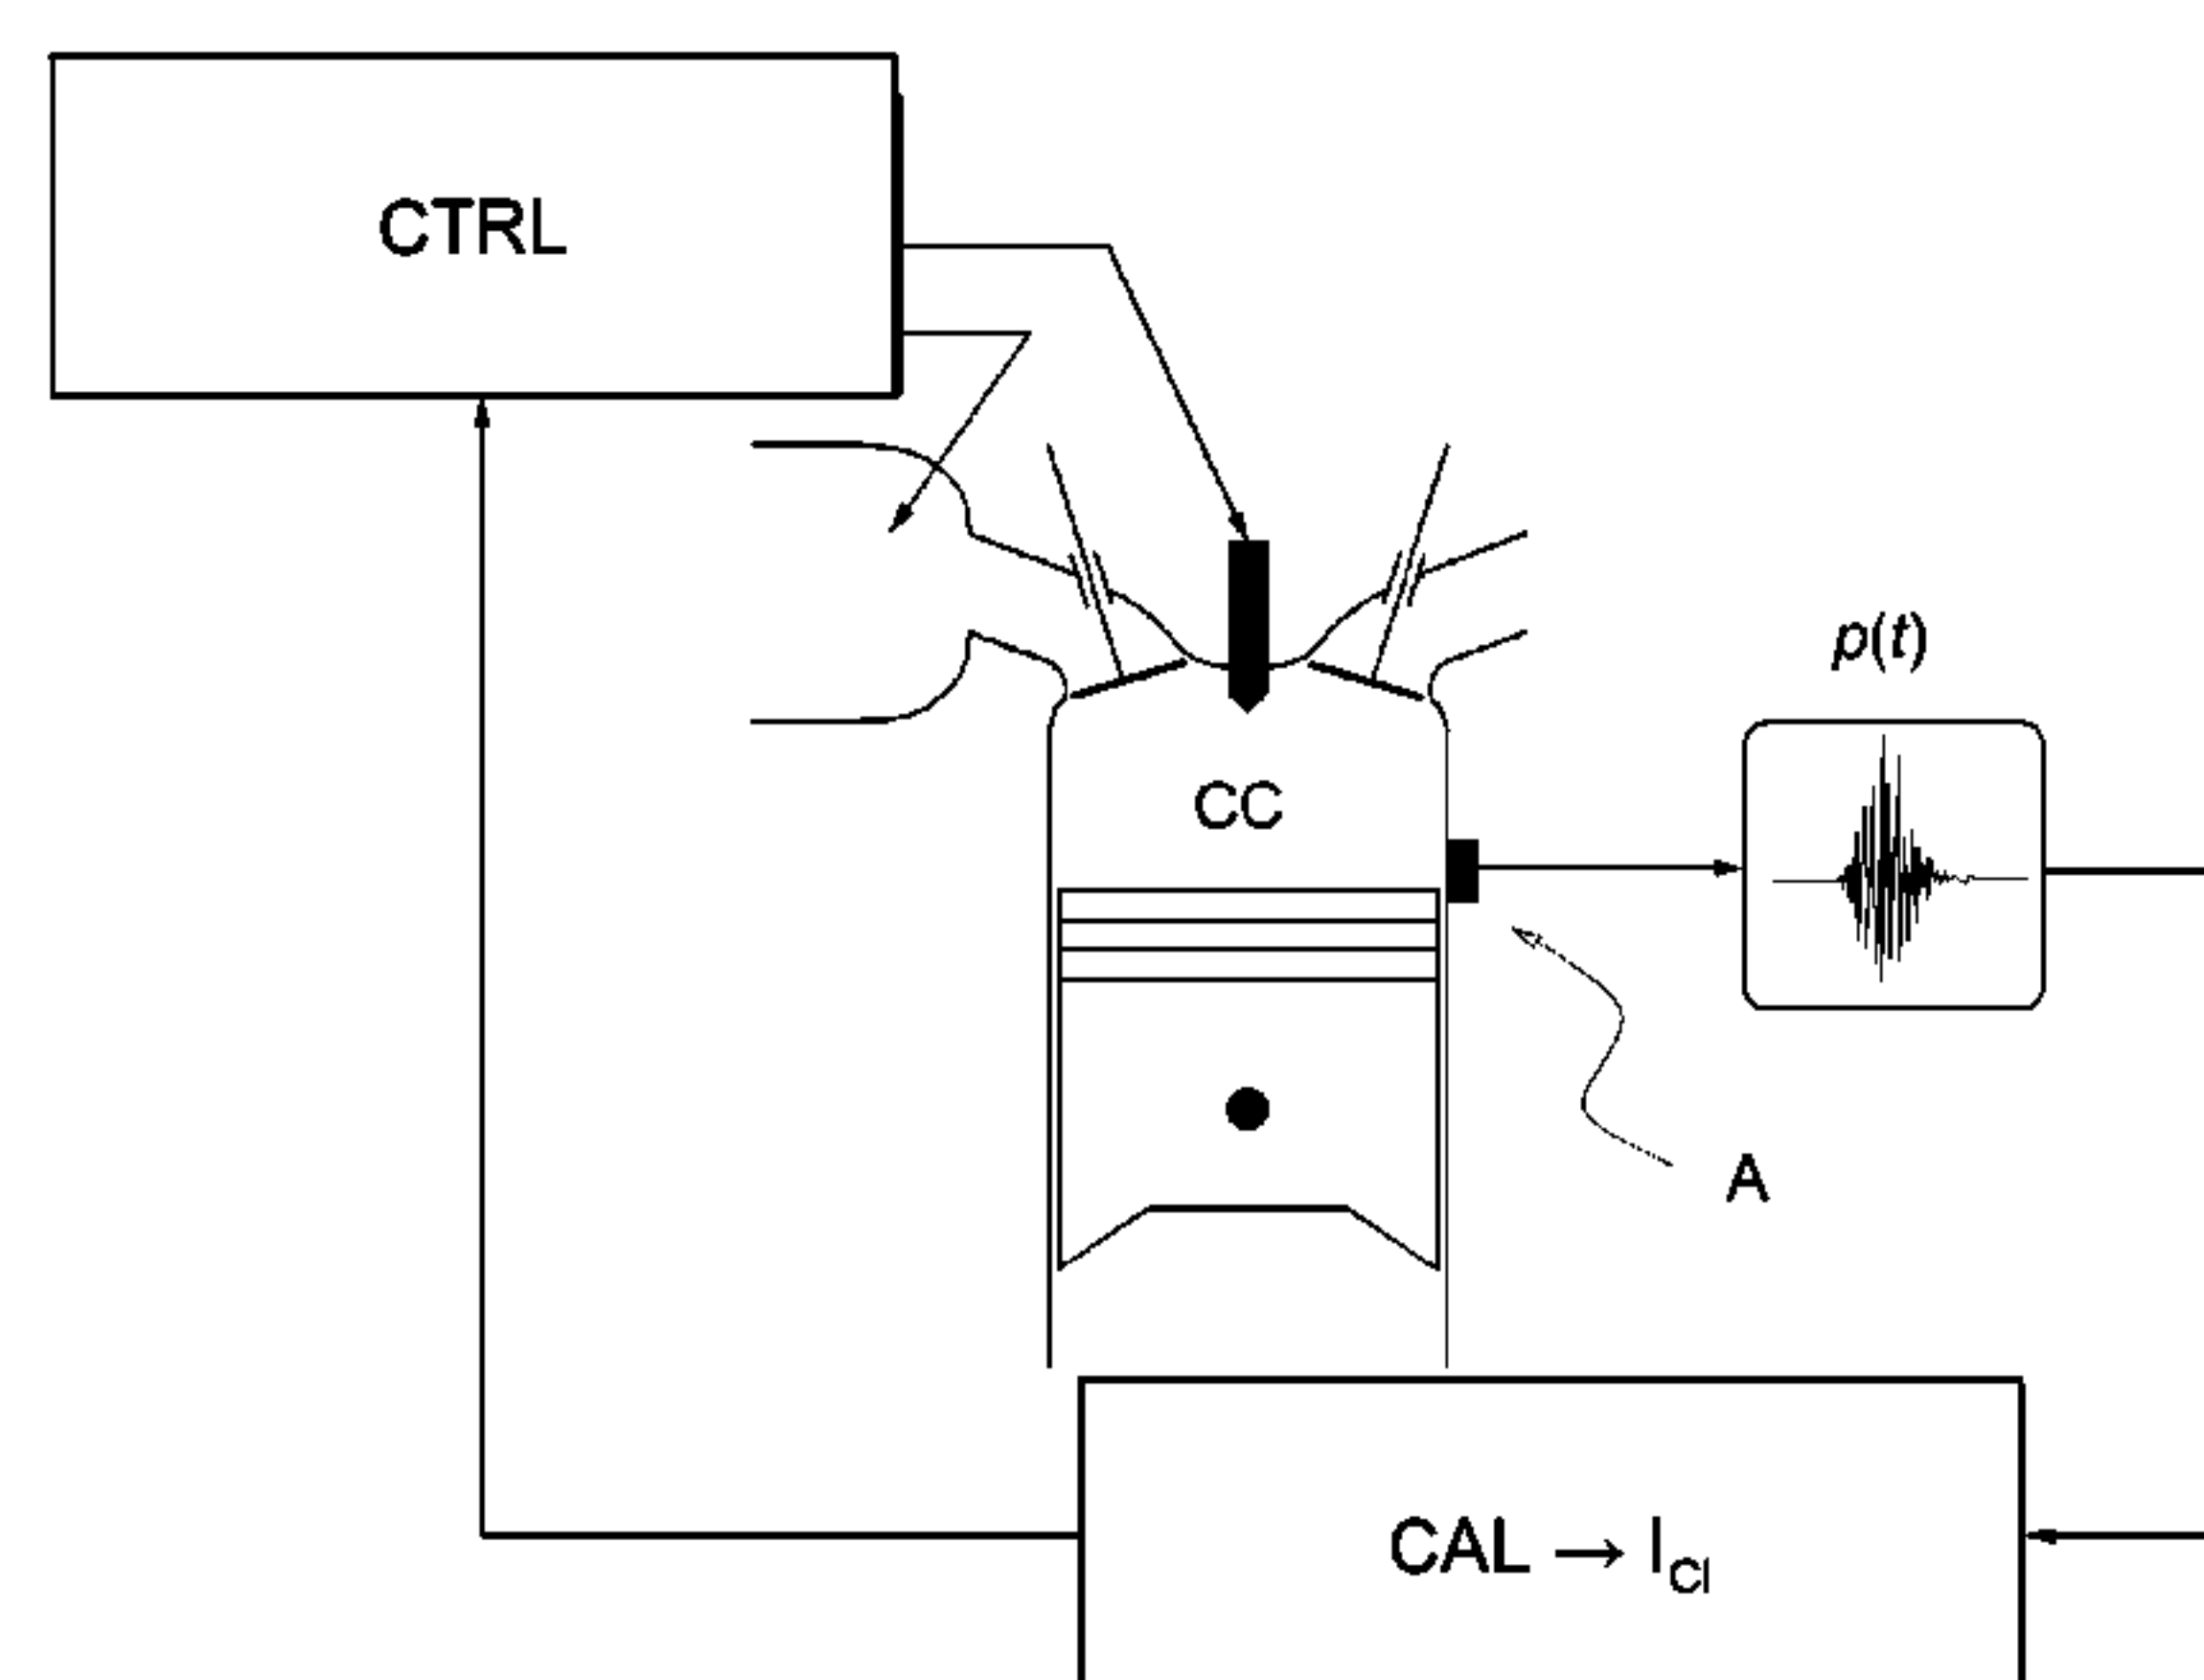 CTRL
p(t)
CC
A
CAL → I_CI